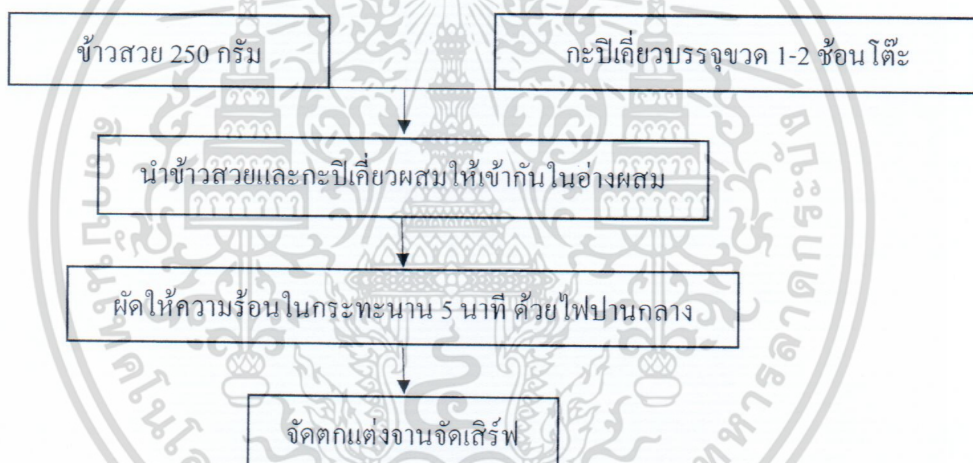 ข้าวสวย 250 กรัม
กะปิเคี่ยวบรรจุขวด 1-2 ช้อนโต๊ะ
นำข้าวสวยและกะปิเคี่ยวผสมให้เข้ากันในอ่างผสม
ผัดให้ความร้อนในกระทะนาน 5 นาที ด้วยไฟปานกลาง
จัดตกแต่งจานจัดเสิร์ฟ